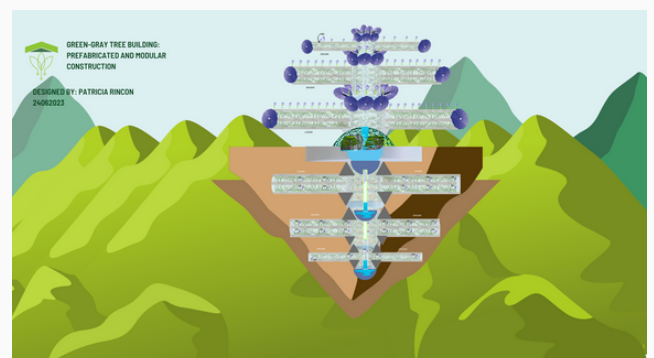 GREEN-GRAY TREE BUILDING:
PREFABRICATED AND MODULAR
CONSTRUCTION
DESIGNED BY: PATRICIA RINCON
24062023